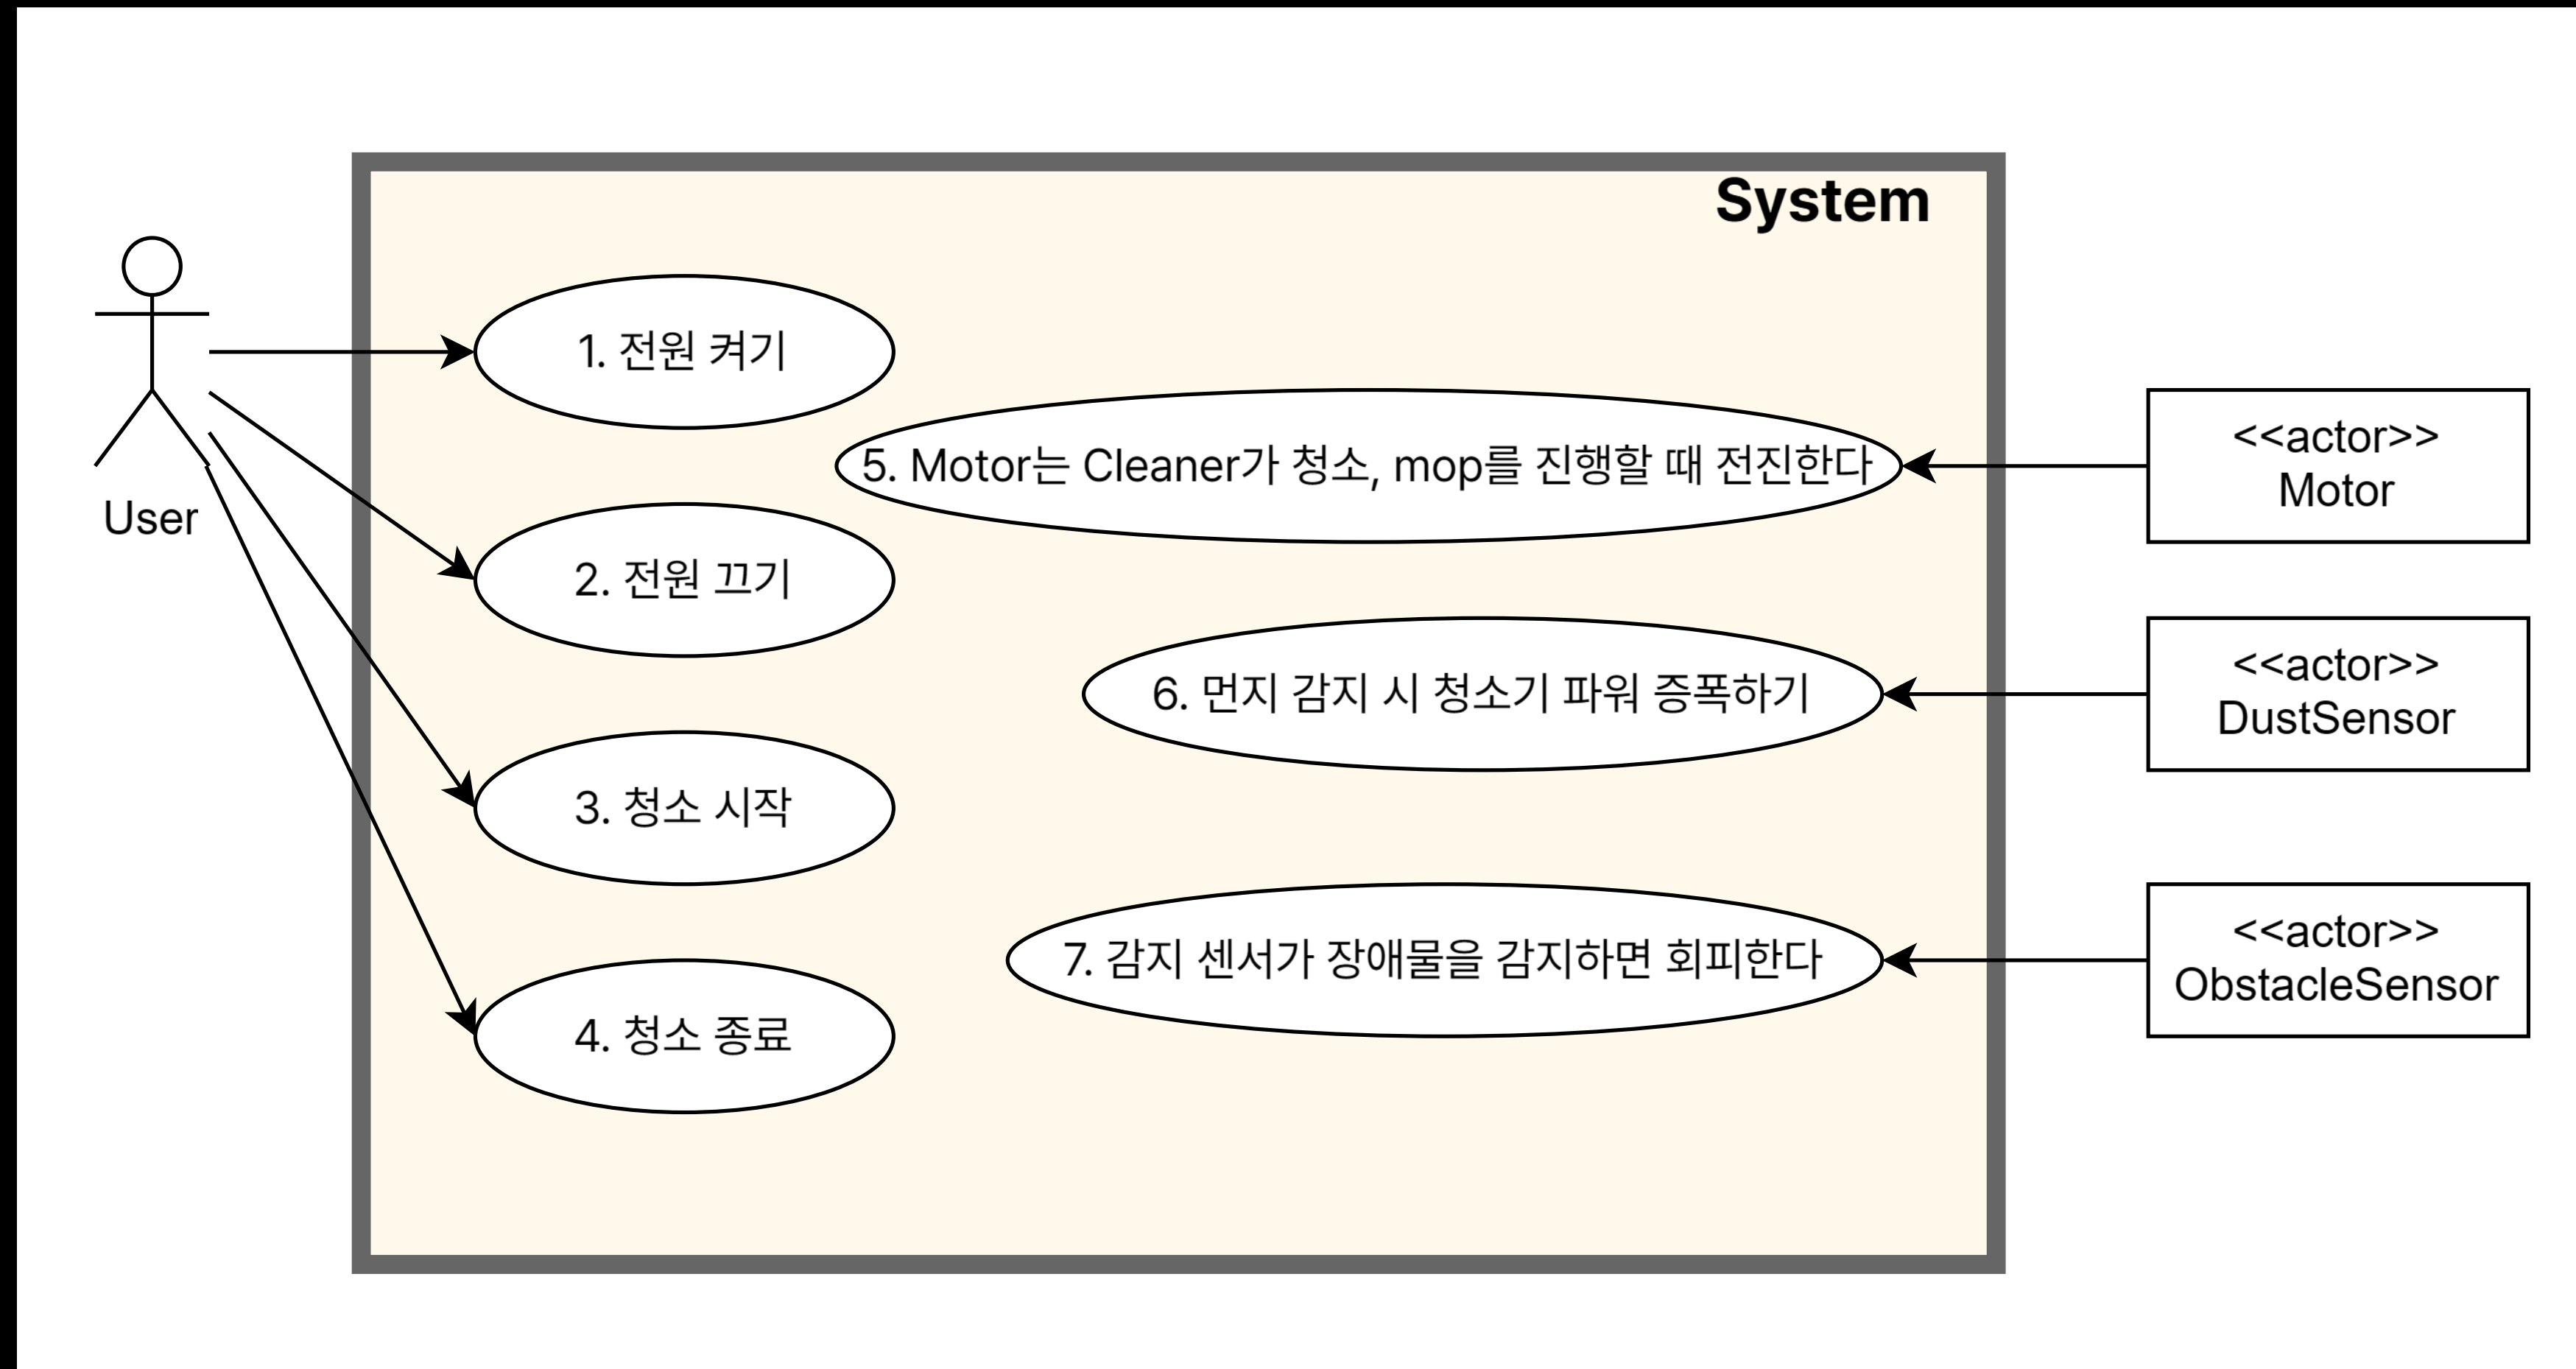 System
User
1. 전원 켜기
2. 전원 끄기
3. 청소 시작
4. 청소 종료
5. Motor는 Cleaner가 청소, mop를 진행할 때 전진한다
6. 먼지 감지 시 청소기 파워 증폭하기
7. 감지 센서가 장애물을 감지하면 회피한다
<<actor>>
Motor
<<actor>>
DustSensor
<<actor>>
ObstacleSensor